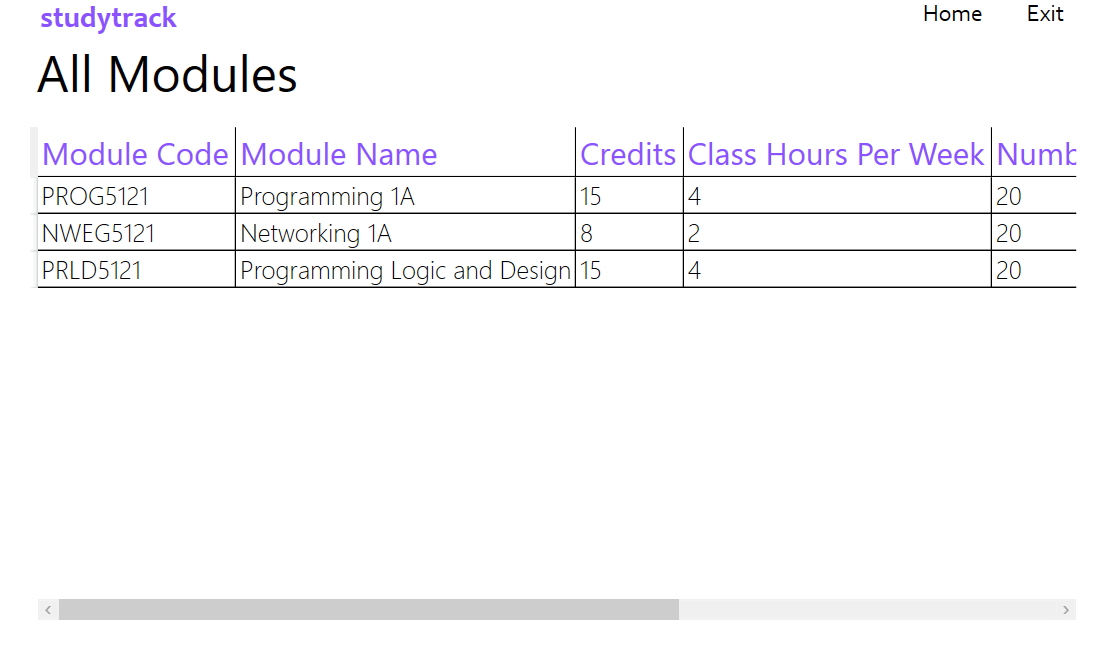 studytrack Home Exit
All Modules
Module Code Module Name Credits Class Hours Per Week Numb
PROG5121 Programming 1A 15 4 20
NWEG5121 Networking 1A 8 2 20
PRLD5121 Programming Logic and Design 15 4 20